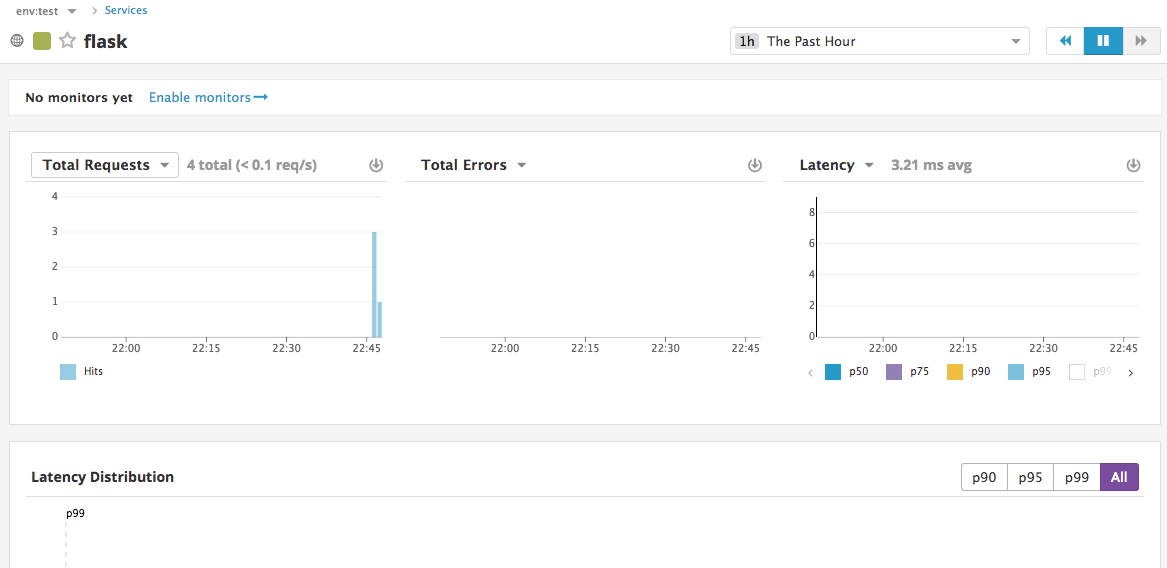 env:test > Services
flask
1h The Past Hour
No monitors yet Enable monitors→
Total Requests 4 total (< 0.1 req/s)
4
3
2
1
0
22:00 22:15 22:30 22:45
Hits
Total Errors
22:00 22:15 22:30 22:45
Latency 3.21 ms avg
8
6
4
2
0
22:00 22:15 22:30 22:45
‹ p50 p75 p90 p95 p99 ›
Latency Distribution
p90 p95 p99 All
p99